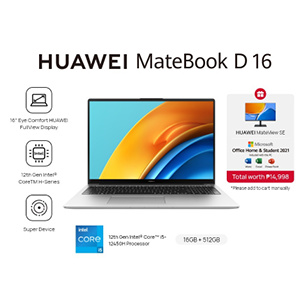 HUAWEI MateBook D 16
16" Eye Comfort HUAWEI
FullView Display
12th Gen Intel®
Core™ H-Series
Super Device
intel
CORE
i5
12th Gen Intel® Core™ i5-
12450H Processor
16GB + 512GB
HUAWEI MateView SE
Microsoft
Office Home & Student 2021
Total worth ₱14,998
*Please add to cart manually